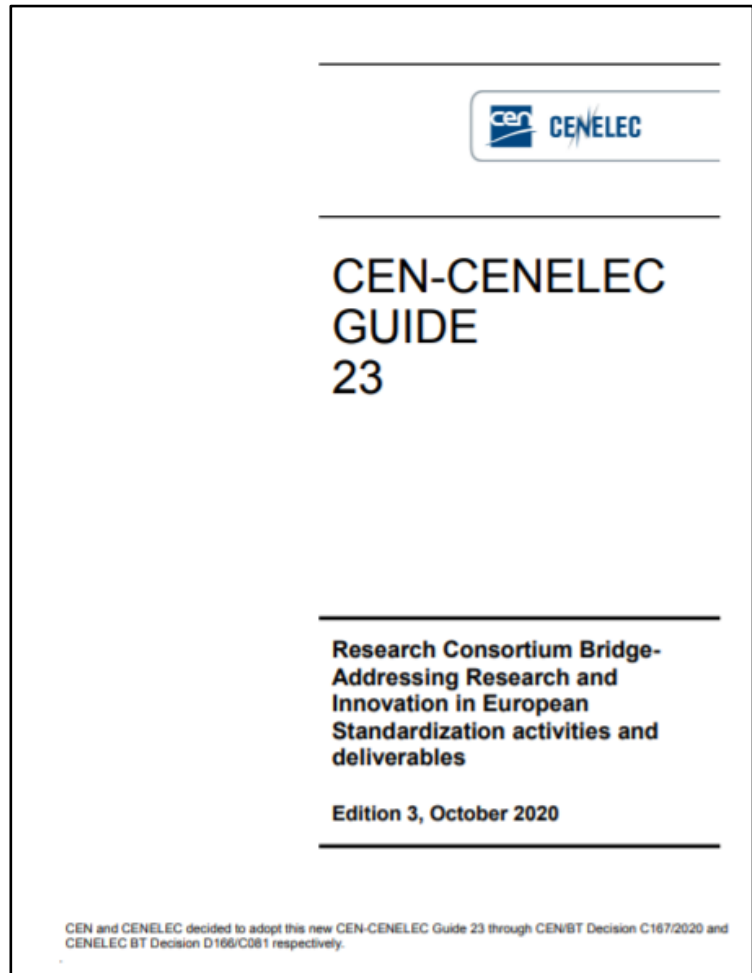 cen CENELEC
CEN-CENELEC
GUIDE
23
Research Consortium Bridge-
Addressing Research and
Innovation in European
Standardization activities and
deliverables
Edition 3, October 2020
CEN and CENELEC decided to adopt this new CEN-CENELEC Guide 23 through CEN/BT Decision C167/2020 and
CENELEC BT Decision D166/C081 respectively.